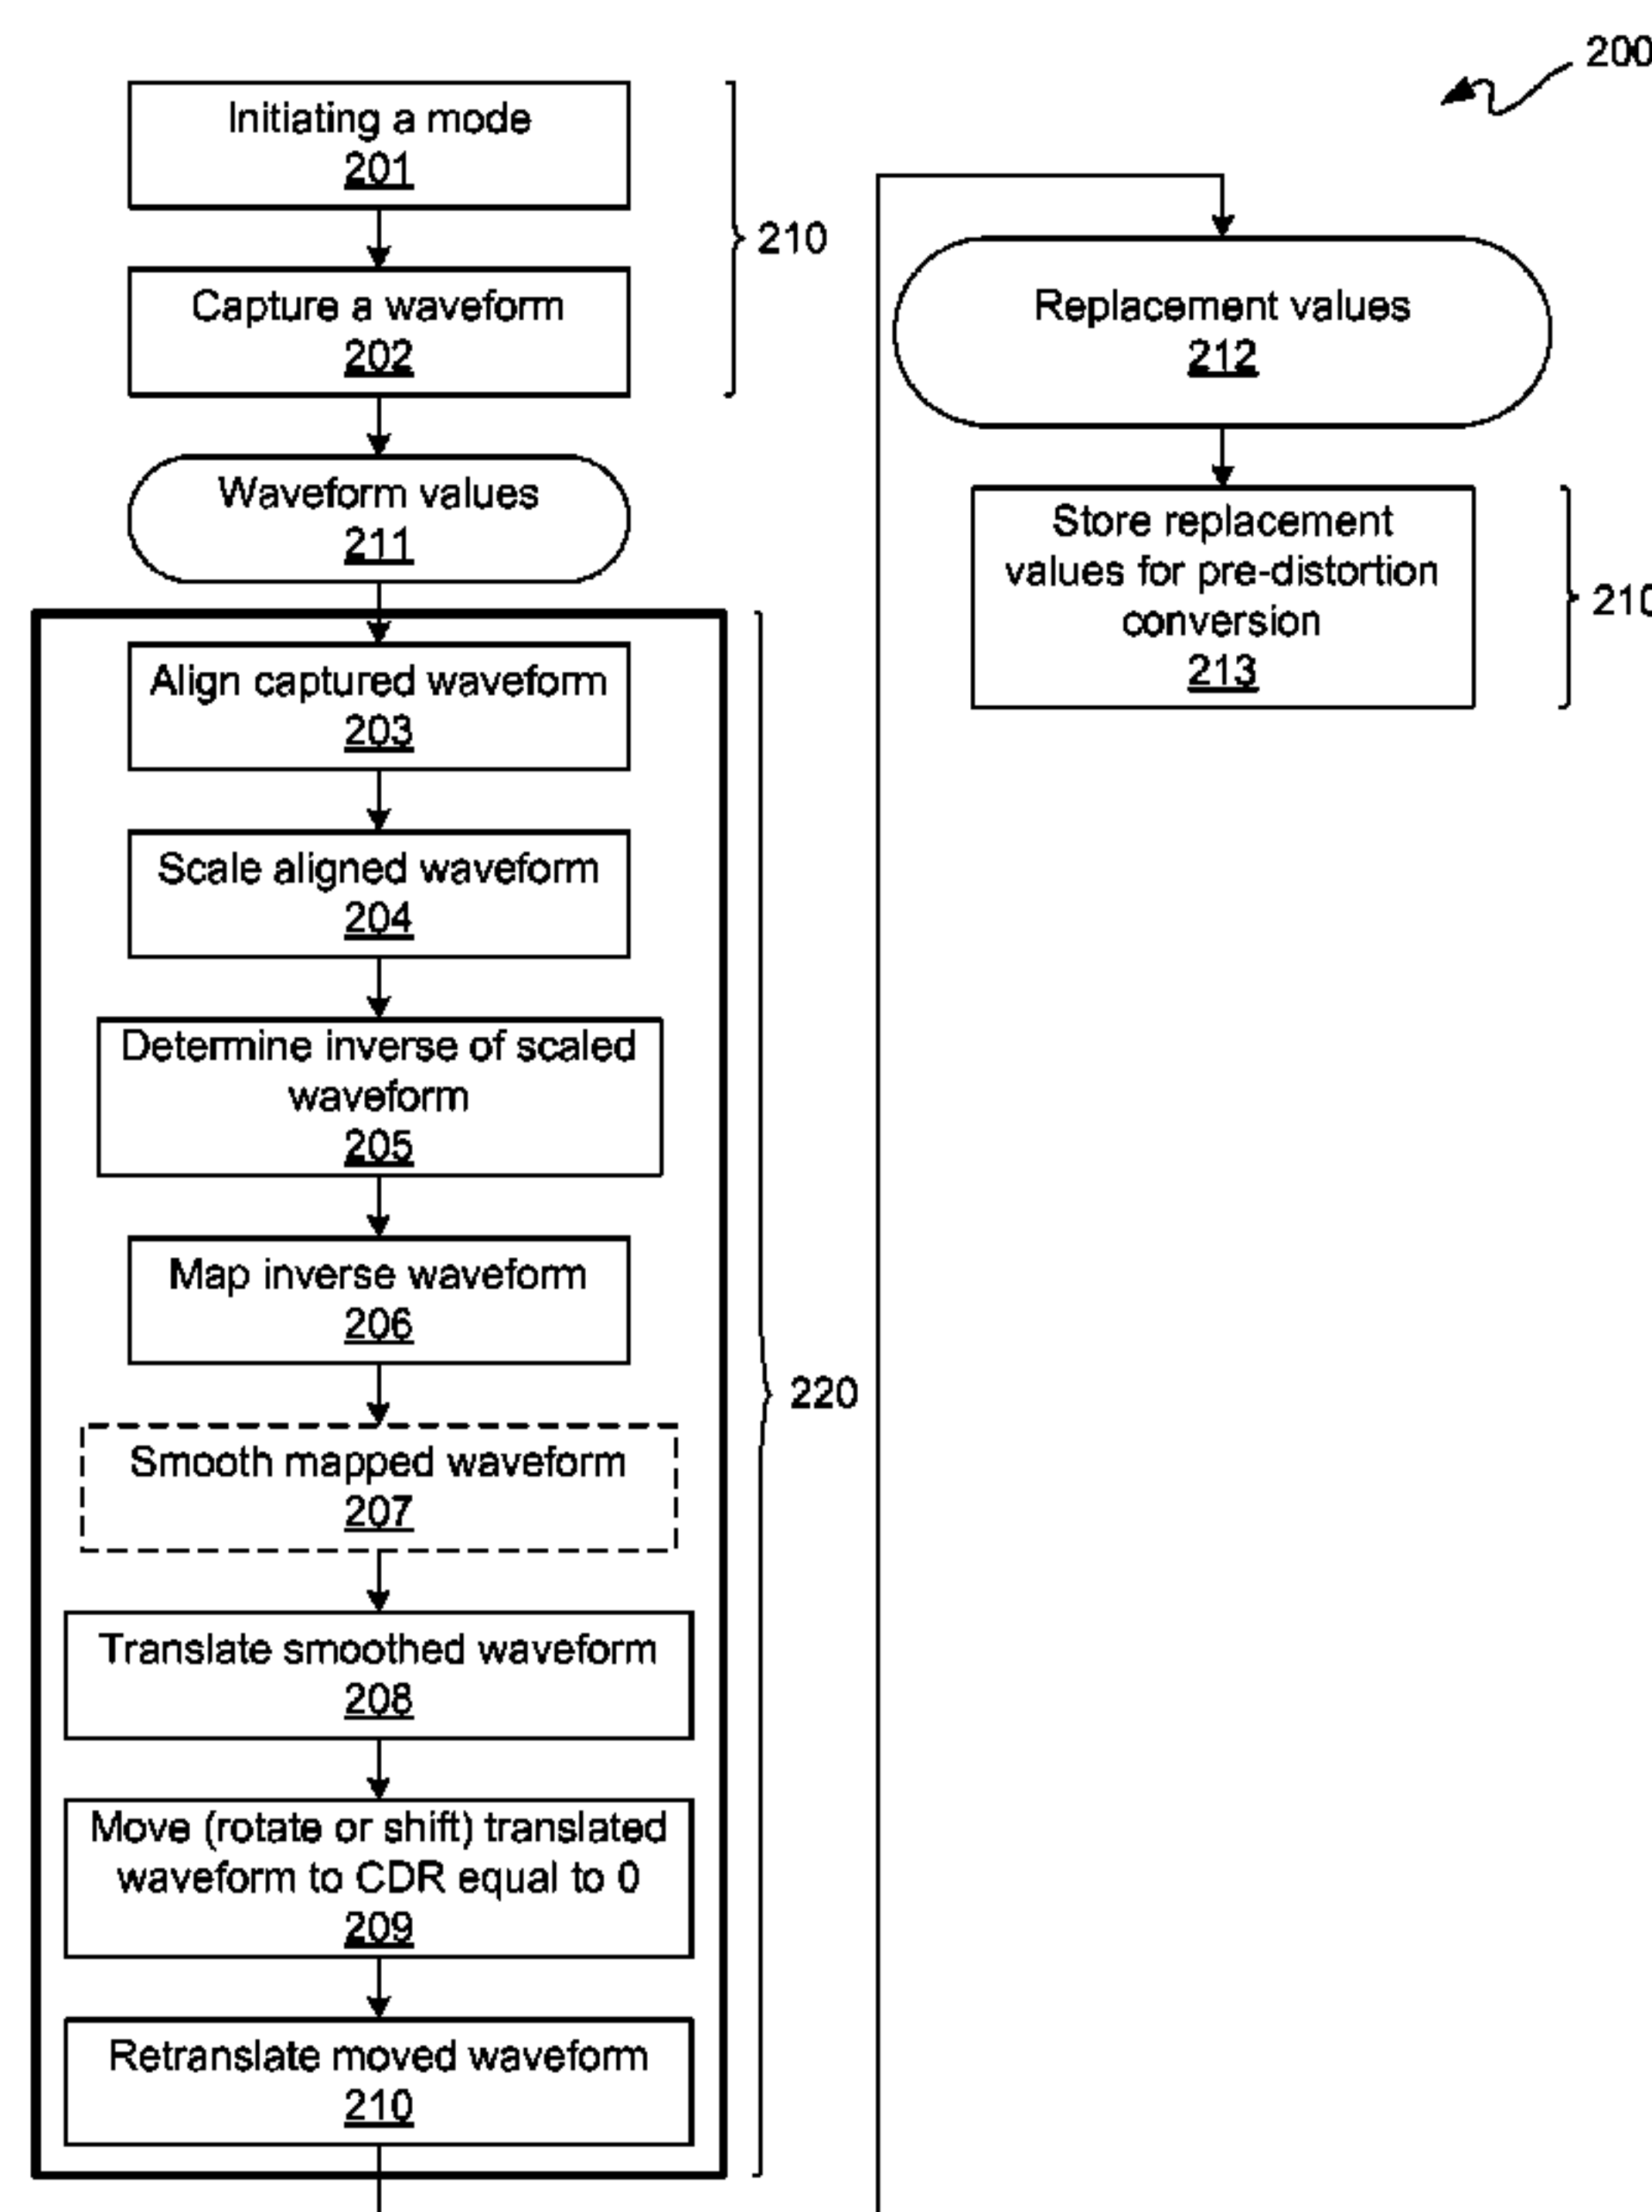 200
Initiating a mode
201
210
Capture a waveform
202
Waveform values
211
Align captured waveform
203
Scale aligned waveform
204
Determine inverse of scaled
waveform
205
Map inverse waveform
206
220
Smooth mapped waveform
207
Translate smoothed waveform
208
Move (rotate or shift) translated
waveform to CDR equal to 0
209
Retranslate moved waveform
210
Replacement values
212
Store replacement
values for pre-distortion
conversion
213
210